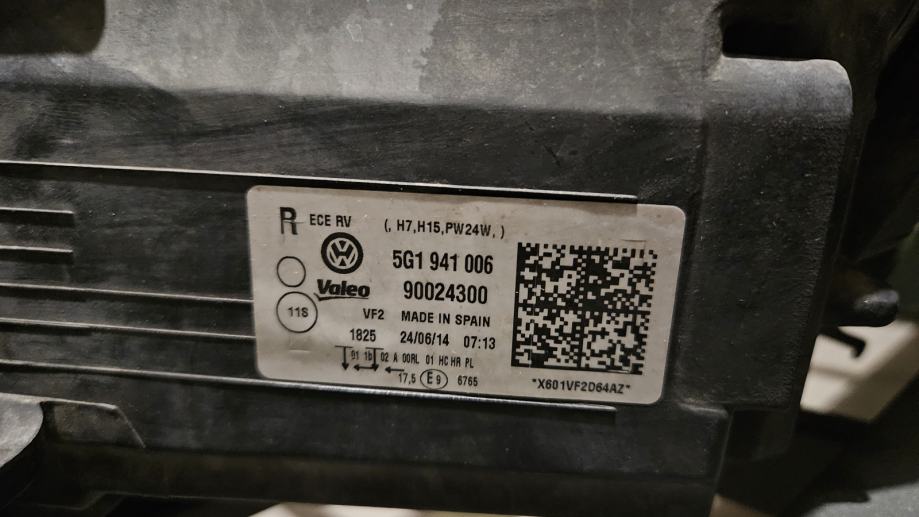 R ECE RV (, H7,H15,PW24W, )
5G1 941 006
Valeo 90024300
11S
VF2 MADE IN SPAIN
1825 24/06/14 07:13
02 A 00RL 01 HC HR PL
17,5 E9 6765
*X601VF2D64AZ*